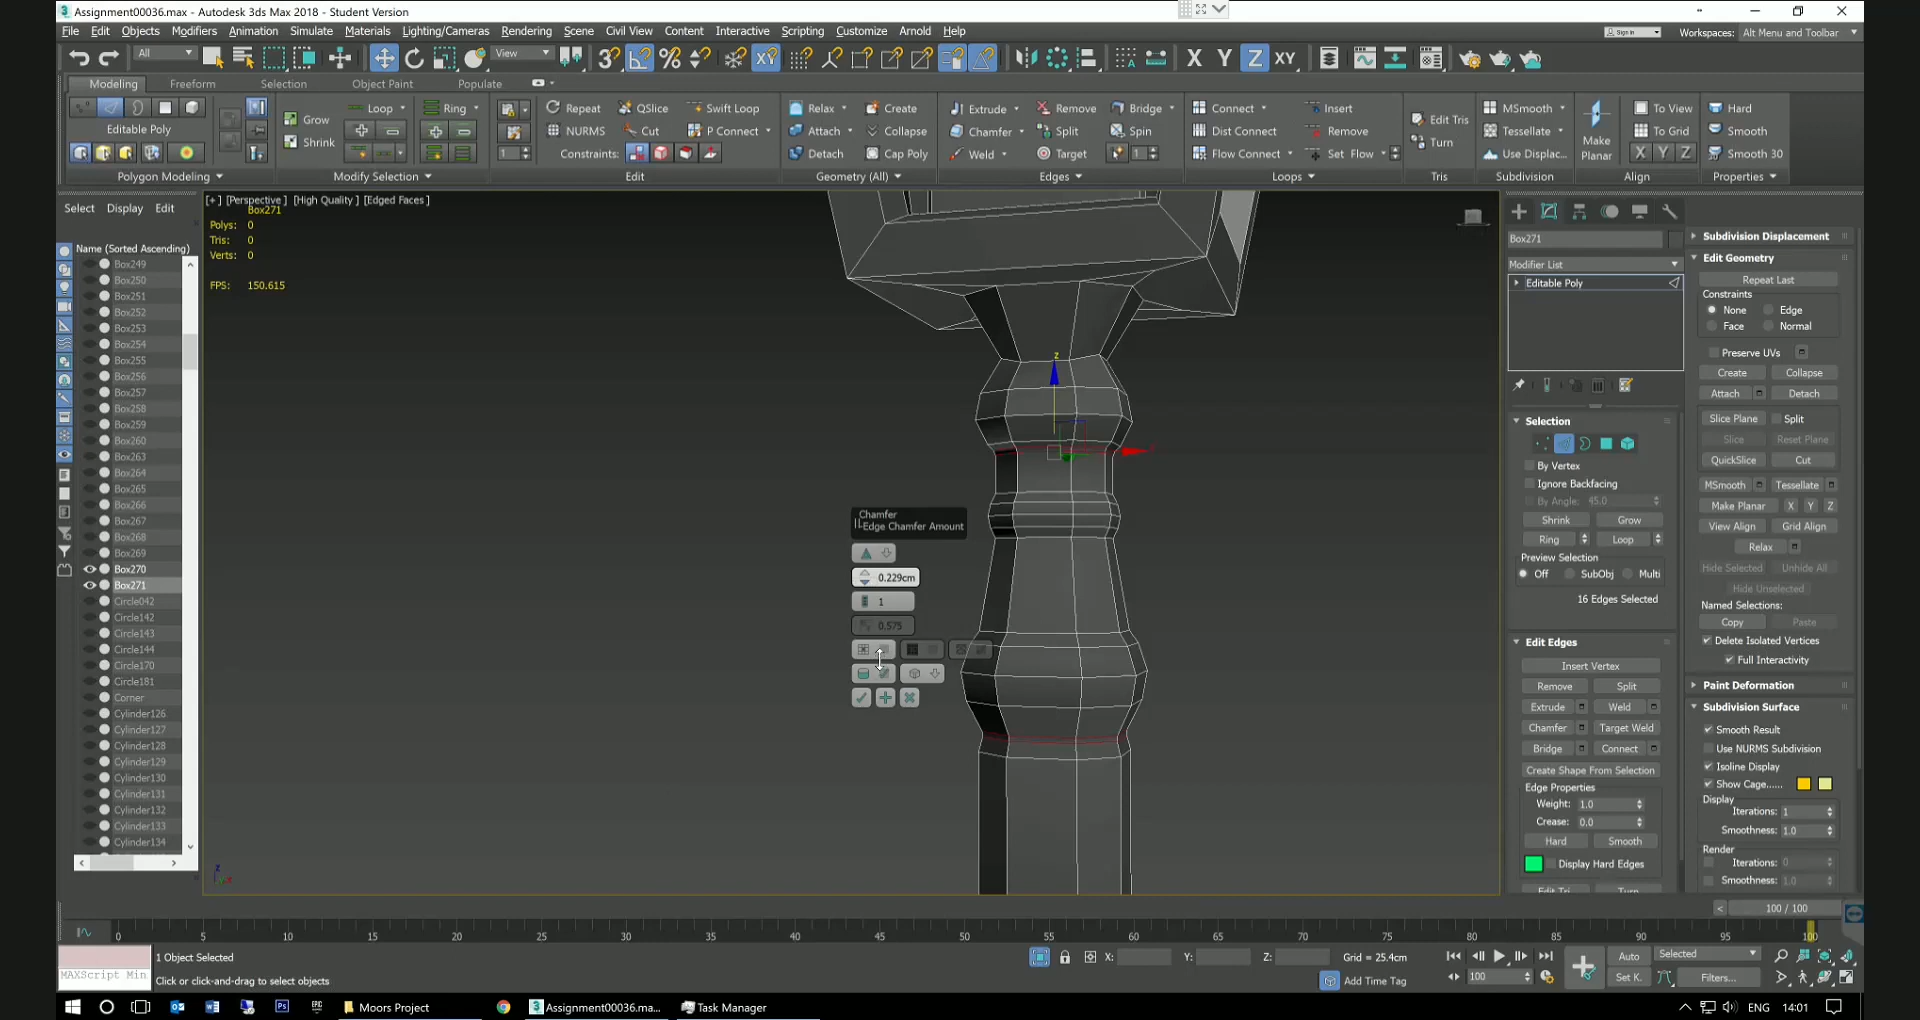 Assignment00036.max - Autodesk 3ds Max 2018 - Student Version
File Edit Objects Modifiers Animation Simulate Materials Lighting/Cameras Rendering Scene Civil View Content Interactive Scripting Customize Arnold Help
Sign In Workspaces: Alt Menu and Toolbar
All View X Y Z XY
Modeling Freeform Selection Object Paint Populate
Loop Ring Repeat QSlice Swift Loop Relax Create Extrude Remove Bridge Connect Insert Edit Tris MSmooth To View Hard
Editable Poly Grow NURMS Cut P Connect Attach Collapse Chamfer Split Spin Dist Connect Remove Turn Tessellate Make Planar To Grid Smooth
Shrink 1 Constraints: Detach Cap Poly Weld Target 1 Flow Connect Set Flow Use Displac... X Y Z Smooth 30
Polygon Modeling Modify Selection Edit Geometry (All) Edges Loops Tris Subdivision Align Properties
Select Display Edit
Name (Sorted Ascending)
Box249
Box250
Box251
Box252
Box253
Box254
Box255
Box256
Box257
Box258
Box259
Box260
Box263
Box264
Box265
Box266
Box267
Box268
Box269
Box270
Box271
Circle042
Circle142
Circle143
Circle144
Circle170
Circle181
Corner
Cylinder126
Cylinder127
Cylinder128
Cylinder129
Cylinder130
Cylinder131
Cylinder132
Cylinder133
Cylinder134
[+] [Perspective] [High Quality] [Edged Faces]
Box271
Polys: 0
Tris: 0
Verts: 0
FPS: 150.615
z
Chamfer
Edge Chamfer Amount
0.229cm
1
0.575
Box271
Modifier List
Editable Poly
Selection
By Vertex
Ignore Backfacing
By Angle: 45.0
Shrink Grow
Ring Loop
Preview Selection
Off SubObj Multi
16 Edges Selected
Edit Edges
Insert Vertex
Remove Split
Extrude Weld
Chamfer Target Weld
Bridge Connect
Create Shape From Selection
Edge Properties
Weight: 1.0
Crease: 0.0
Hard Smooth
Display Hard Edges
Edit Tri. Turn
Subdivision Displacement
Edit Geometry
Repeat Last
Constraints
None Edge
Face Normal
Preserve UVs
Create Collapse
Attach Detach
Slice Plane Split
Slice Reset Plane
QuickSlice Cut
MSmooth Tessellate
Make Planar X Y Z
View Align Grid Align
Relax
Hide Selected Unhide All
Hide Unselected
Named Selections:
Copy Paste
Delete Isolated Vertices
Full Interactivity
Paint Deformation
Subdivision Surface
Smooth Result
Use NURMS Subdivision
Isoline Display
Show Cage......
Display
Iterations: 1
Smoothness: 1.0
Render
Iterations: 0
Smoothness: 1.0
100 / 100
0 5 10 15 20 25 30 35 40 45 50 55 60 65 70 75 80 85 90 95 100
MAXScript Min
1 Object Selected
Click or click-and-drag to select objects
X: Y: Z: Grid = 25.4cm
Add Time Tag
100
Auto Selected
Set K. Filters...
Moors Project Assignment00036.ma... Task Manager ENG 14:01